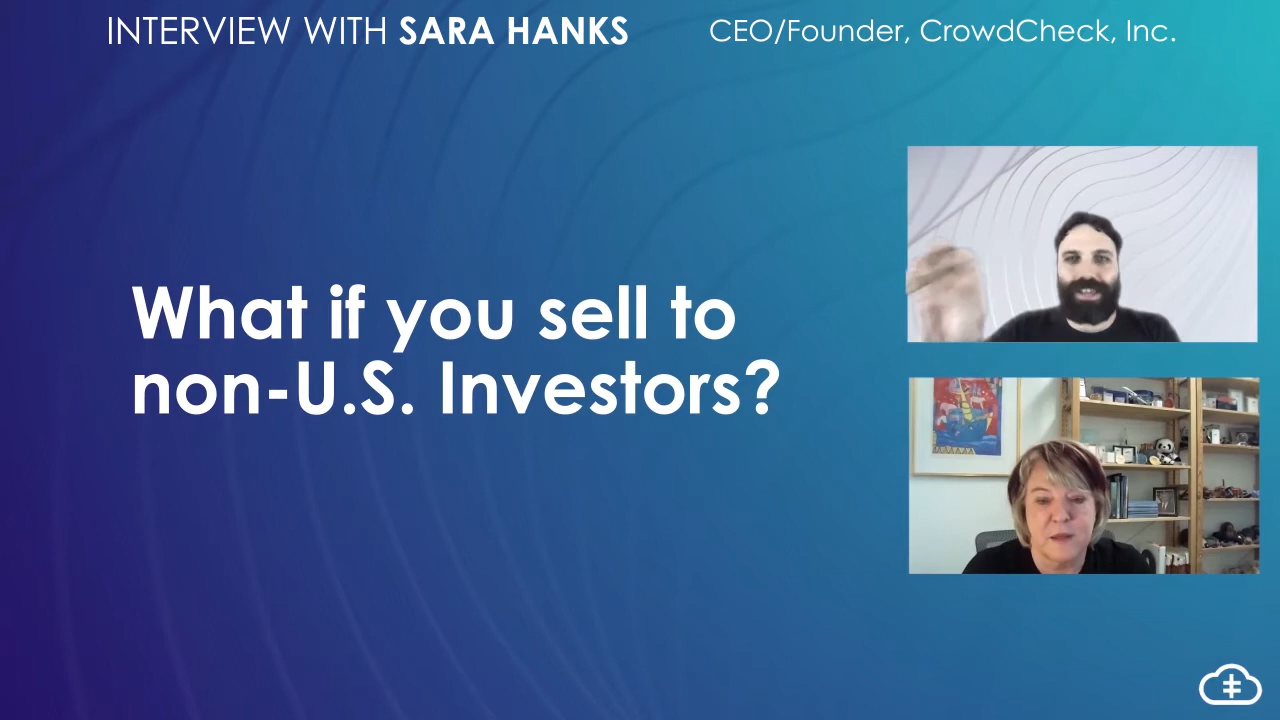 INTERVIEW WITH SARA HANKS
CEO/Founder, CrowdCheck, Inc.
What if you sell to
non-U.S. Investors?